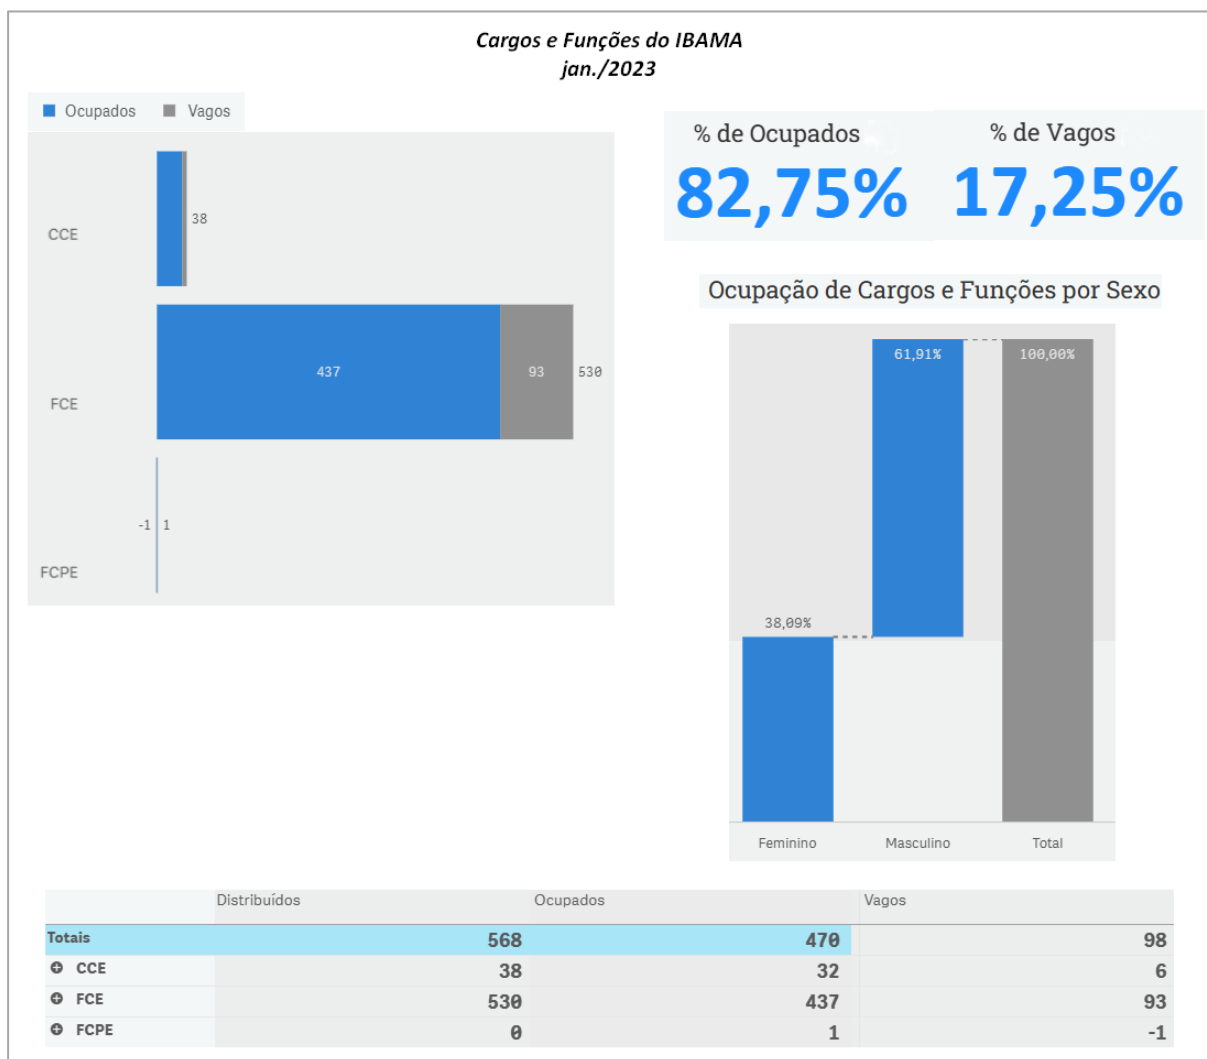 Cargos e Funções do IBAMA
jan./2023
Ocupados Vagos
CCE
38
FCE
437 93 530
FCPE
-1 1
% de Ocupados
82,75%
% de Vagos
17,25%
Ocupação de Cargos e Funções por Sexo
38,09%
61,91%
100,00%
Feminino Masculino Total
Distribuídos Ocupados Vagos
Totais 568 470 98
CCE 38 32 6
FCE 530 437 93
FCPE 0 1 -1